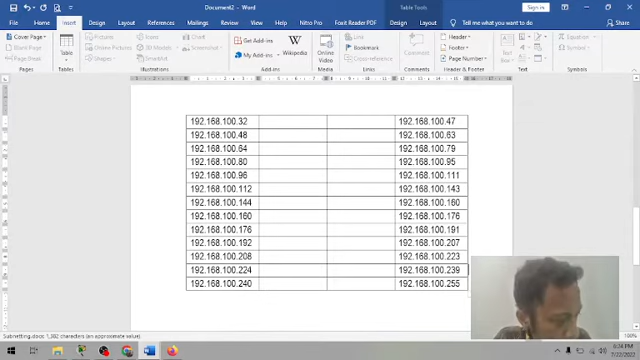 Document2 - Word
Table Tools
Sign in
File Home Insert Design Layout References Mailings Review View Help Nitro Pro Foxit Reader PDF Design Layout Tell me what you want to do Share
Cover Page
Blank Page
Page Break
Pages
Table
Tables
Pictures
Online Pictures
Shapes
Icons
3D Models
SmartArt
Chart
Screenshot
Illustrations
Get Add-ins
My Add-ins
Wikipedia
Add-ins
Online Video
Media
Link
Bookmark
Links
Comment
Comments
Header
Footer
Page Number
Header & Footer
Text
Box
Text
Equation
Symbol
Symbols
192.168.100.32 192.168.100.47
192.168.100.48 192.168.100.63
192.168.100.64 192.168.100.79
192.168.100.80 192.168.100.95
192.168.100.96 192.168.100.111
192.168.100.112 192.168.100.143
192.168.100.144 192.168.100.160
192.168.100.160 192.168.100.176
192.168.100.176 192.168.100.191
192.168.100.192 192.168.100.207
192.168.100.208 192.168.100.223
192.168.100.224 192.168.100.239
192.168.100.240 192.168.100.255
Subnetting.docx: 1,382 characters (an approximate value).
100%
7/22/2022